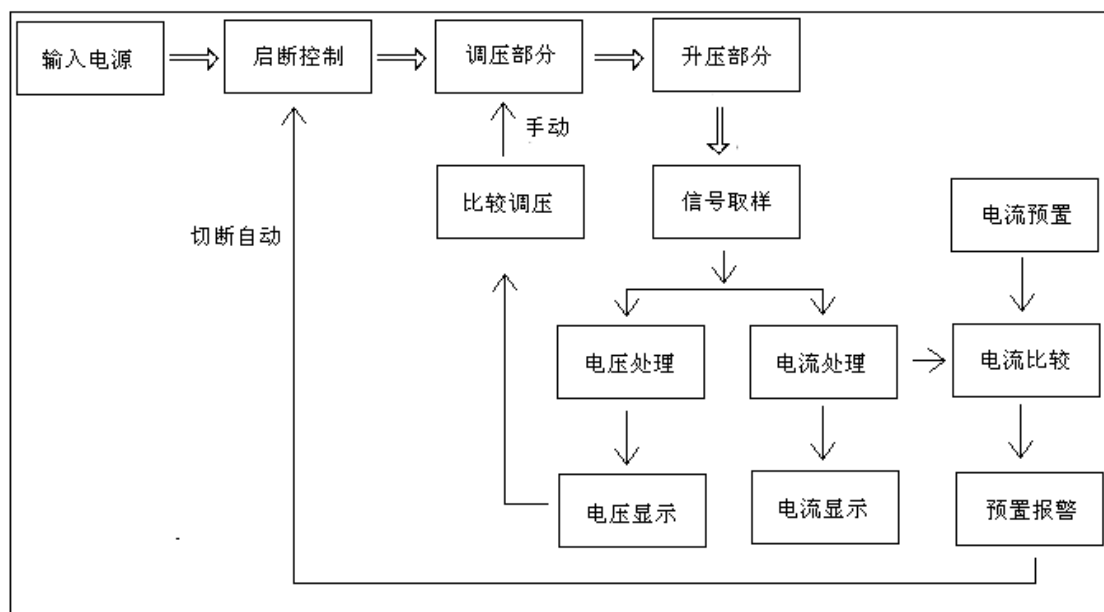 输入电源
启断控制
调压部分
升压部分
手动
比较调压
信号取样
电流预置
切断自动
电压处理
电流处理
电流比较
电压显示
电流显示
预置报警